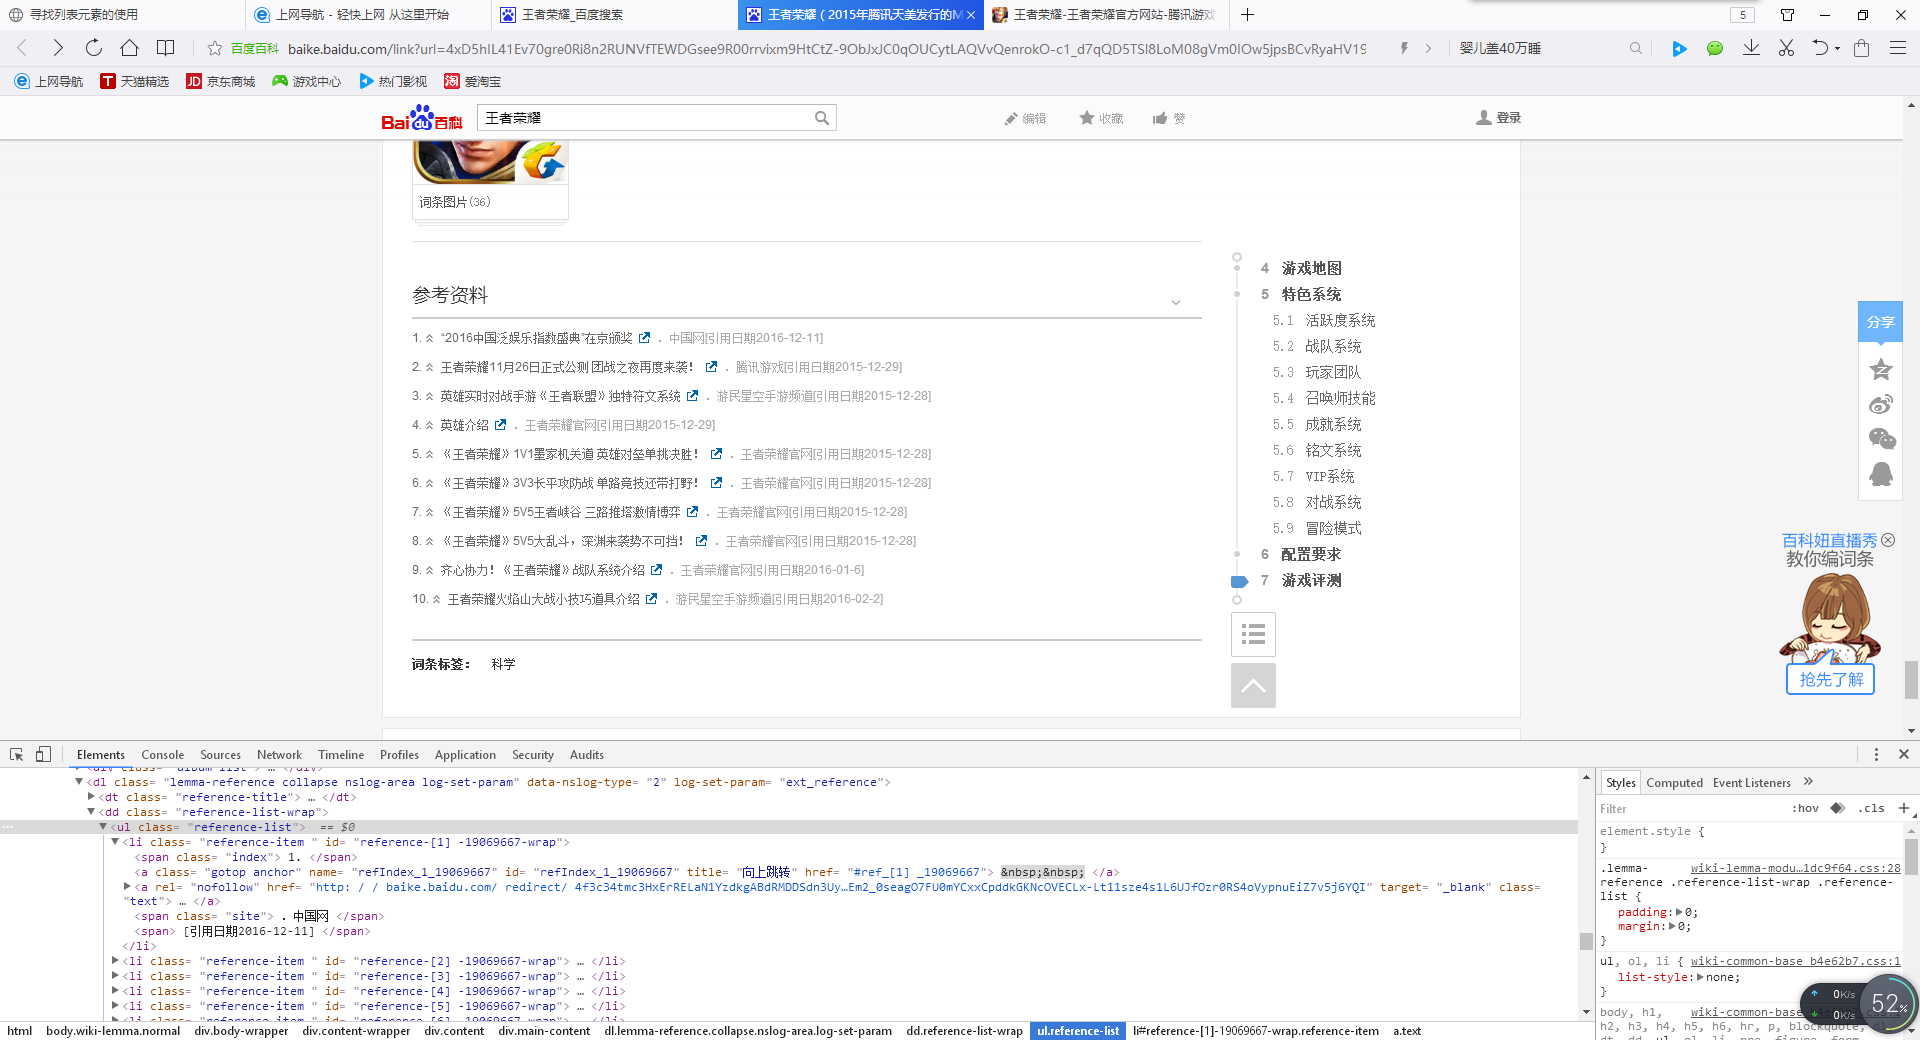 寻找列表元素的使用
上网导航 - 轻快上网 从这里开始
王者荣耀_百度搜索
王者荣耀（2015年腾讯天美发行的M
王者荣耀-王者荣耀官方网站-腾讯游戏
5
百度百科 baike.baidu.com/link?url=4xD5hIL41Ev70gre0Ri8n2RUNVfTEWDGsee9R00rrvixm9HtCtZ-9ObJxJC0qOUCytLAQVvQenrokO-c1_d7qQD5TSl8LoM08gVm0IOw5jpsBCvRyaHV19
婴儿盖40万睡
上网导航 天猫精选 京东商城 游戏中心 热门影视 爱淘宝
Bai du 百科 王者荣耀 编辑 收藏 赞 登录
词条图片(36)
参考资料
1. “2016中国泛娱乐指数盛典”在京颁奖 ．中国网[引用日期2016-12-11]
2. 王者荣耀11月26日正式公测 团战之夜再度来袭！ ．腾讯游戏[引用日期2015-12-29]
3. 英雄实时对战手游《王者联盟》独特符文系统 ．游民星空手游频道[引用日期2015-12-28]
4. 英雄介绍 ．王者荣耀官网[引用日期2015-12-29]
5. 《王者荣耀》1V1墨家机关道 英雄对垒单挑决胜！ ．王者荣耀官网[引用日期2015-12-28]
6. 《王者荣耀》3V3长平攻防战 单路竞技还带打野！ ．王者荣耀官网[引用日期2015-12-28]
7. 《王者荣耀》5V5王者峡谷 三路推塔激情博弈 ．王者荣耀官网[引用日期2015-12-28]
8. 《王者荣耀》5V5大乱斗，深渊来袭势不可挡！ ．王者荣耀官网[引用日期2015-12-28]
9. 齐心协力！《王者荣耀》战队系统介绍 ．王者荣耀官网[引用日期2016-01-6]
10. 王者荣耀火焰山大战小技巧道具介绍 ．游民星空手游频道[引用日期2016-02-2]
词条标签： 科学
4 游戏地图
5 特色系统
5.1 活跃度系统
5.2 战队系统
5.3 玩家团队
5.4 召唤师技能
5.5 成就系统
5.6 铭文系统
5.7 VIP系统
5.8 对战系统
5.9 冒险模式
6 配置要求
7 游戏评测
分享
百科妞直播秀
教你编词条
抢先了解
Elements Console Sources Network Timeline Profiles Application Security Audits
<dl class= "lemma-reference collapse nslog-area log-set-param" data-nslog-type= "2" log-set-param= "ext_reference">
<dt class= "reference-title"> … </dt>
<dd class= "reference-list-wrap">
<ul class= "reference-list"> == $0
<li class= "reference-item " id= "reference-[1] -19069667-wrap">
<span class= "index"> 1. </span>
<a class= "gotop anchor" name= "refIndex_1_19069667" id= "refIndex_1_19069667" title= "向上跳转" href= "#ref_[1] _19069667"> &nbsp;&nbsp; </a>
<a rel= "nofollow" href= "http: / / baike.baidu.com/ redirect/ 4f3c34tmc3HxErRELaN1YzdkgABdRMDDSdn3Uy…Em2_0seagO7FU0mYCxxCpddkGKNcOVECLx-Lt11sze4s1L6UJfOzr0RS4oVypnuEiZ7v5j6YQI" target= "_blank" class=
"text"> … </a>
<span class= "site"> . 中国网 </span>
<span> [引用日期2016-12-11] </span>
</li>
<li class= "reference-item " id= "reference-[2] -19069667-wrap"> … </li>
<li class= "reference-item " id= "reference-[3] -19069667-wrap"> … </li>
<li class= "reference-item " id= "reference-[4] -19069667-wrap"> … </li>
<li class= "reference-item " id= "reference-[5] -19069667-wrap"> … </li>
html body.wiki-lemma.normal div.body-wrapper div.content-wrapper div.content div.main-content dl.lemma-reference.collapse.nslog-area.log-set-param dd.reference-list-wrap ul.reference-list li#reference-[1]-19069667-wrap.reference-item a.text
Styles Computed Event Listeners »
Filter :hov .cls +
element.style {
}
.lemma- wiki-lemma-modu…1dc9f64.css:28
reference .reference-list-wrap .reference-
list {
padding: 0;
margin: 0;
}
ul, ol, li { wiki-common-base b4e62b7.css:1
list-style: none;
}
body, h1, wiki-common-base
h2, h3, h4, h5, h6, hr, p, blockquote,
0K/s
0K/s
52%